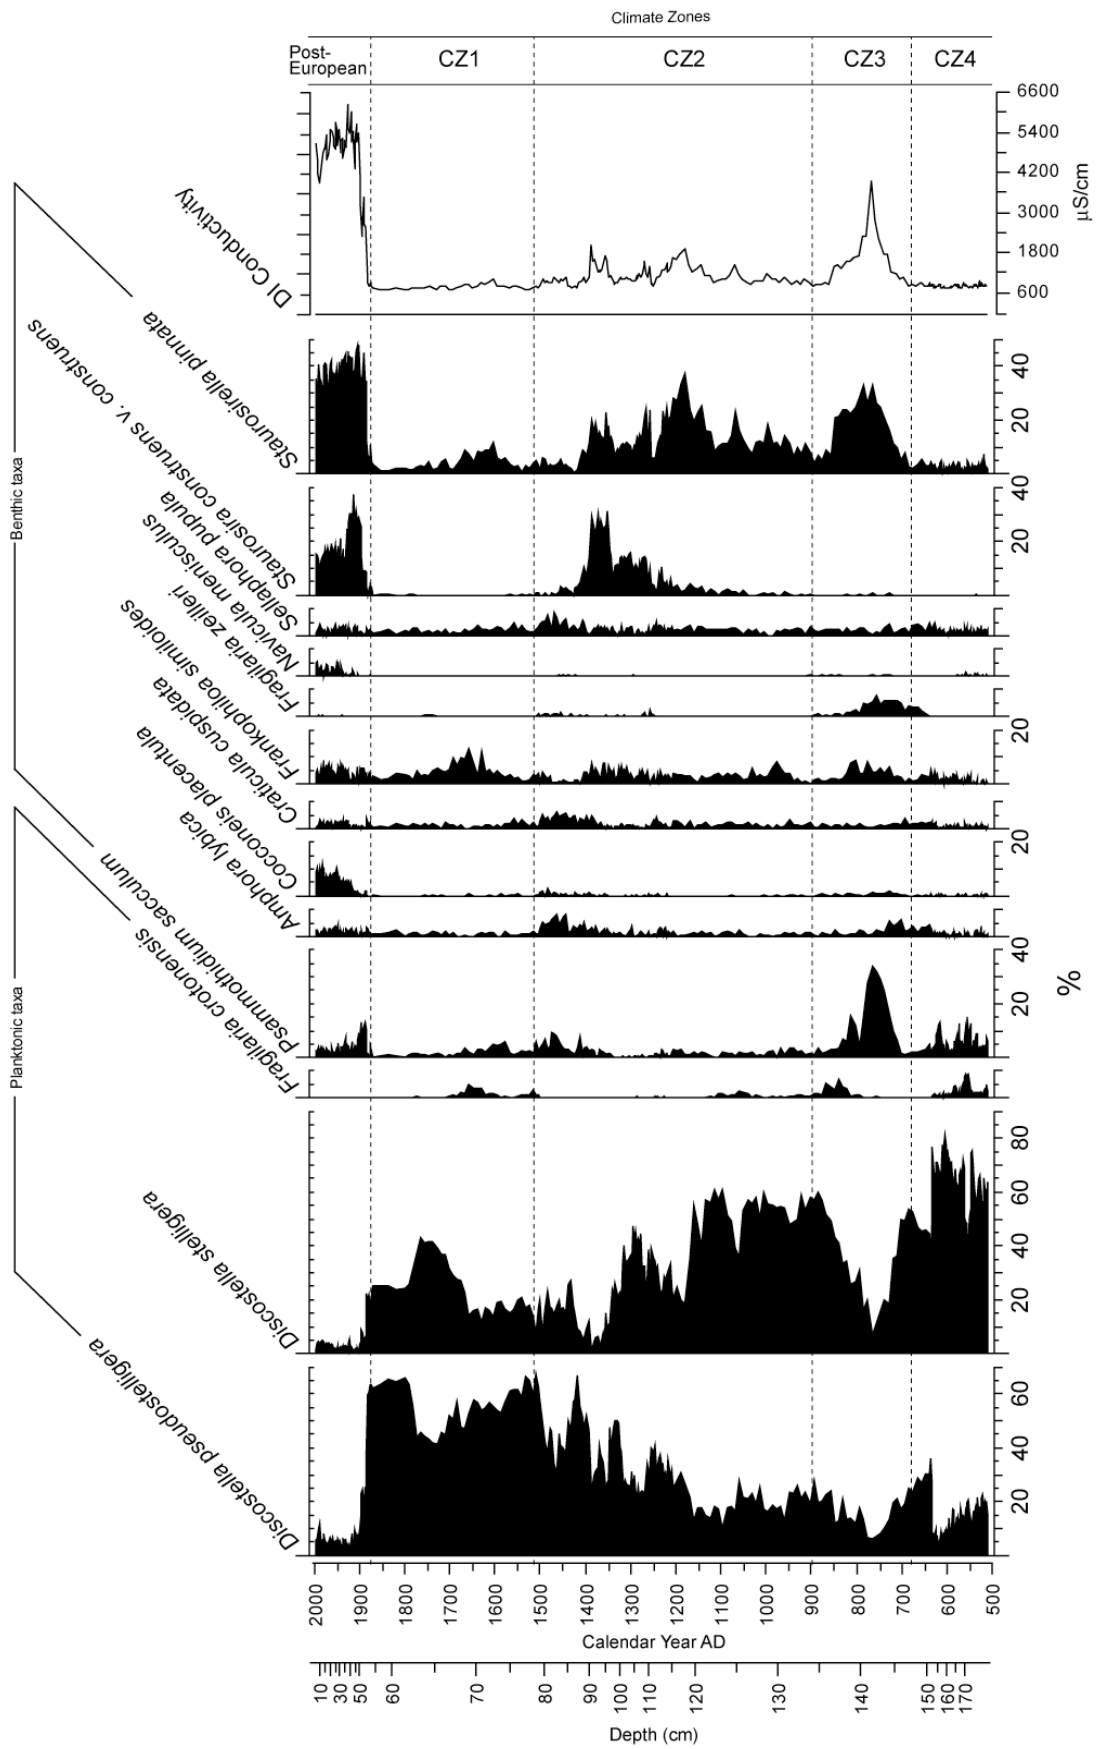 Climate Zones
Post-
European
CZ1
CZ2
CZ3
CZ4
6600
5400
4200
3000
1800
600
µS/cm
DI Conductivity
40
20
Staurosirella pinnata
40
20
Staurosira construens v. construens
Sellaphora pupula
Navicula menisculus
Fragilaria zeilleri
20
Frankophiloa similoides
Craticula cuspidata
20
Cocconeis placentula
Amphora lybica
40
20
%
Psammothidium sacculum
Fragilaria crotonensis
80
60
40
20
Discostella stelligera
60
40
20
Discostella pseudostelligera
Benthic taxa
Planktonic taxa
2000
1900
1800
1700
1600
1500
1400
1300
1200
1100
1000
900
800
700
600
500
Calendar Year AD
10
30
50
60
70
80
90
100
110
120
130
140
150
160
170
Depth (cm)